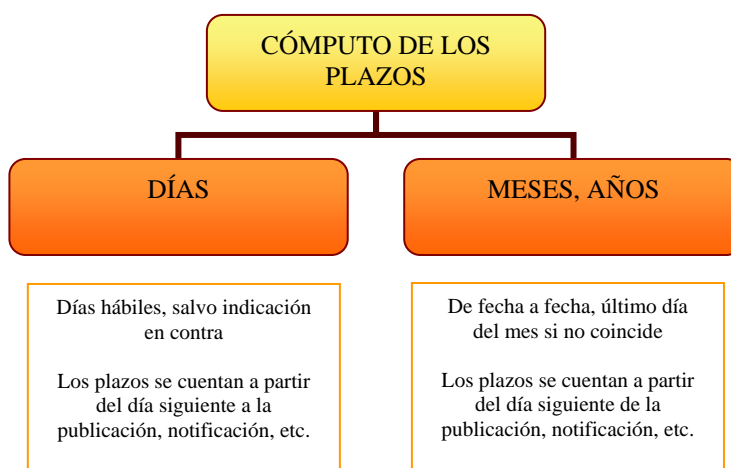 CÓMPUTO DE LOS
PLAZOS
DÍAS
MESES, AÑOS
Días hábiles, salvo indicación
en contra
Los plazos se cuentan a partir
del día siguiente a la
publicación, notificación, etc.
De fecha a fecha, último día
del mes si no coincide
Los plazos se cuentan a partir
del día siguiente de la
publicación, notificación, etc.